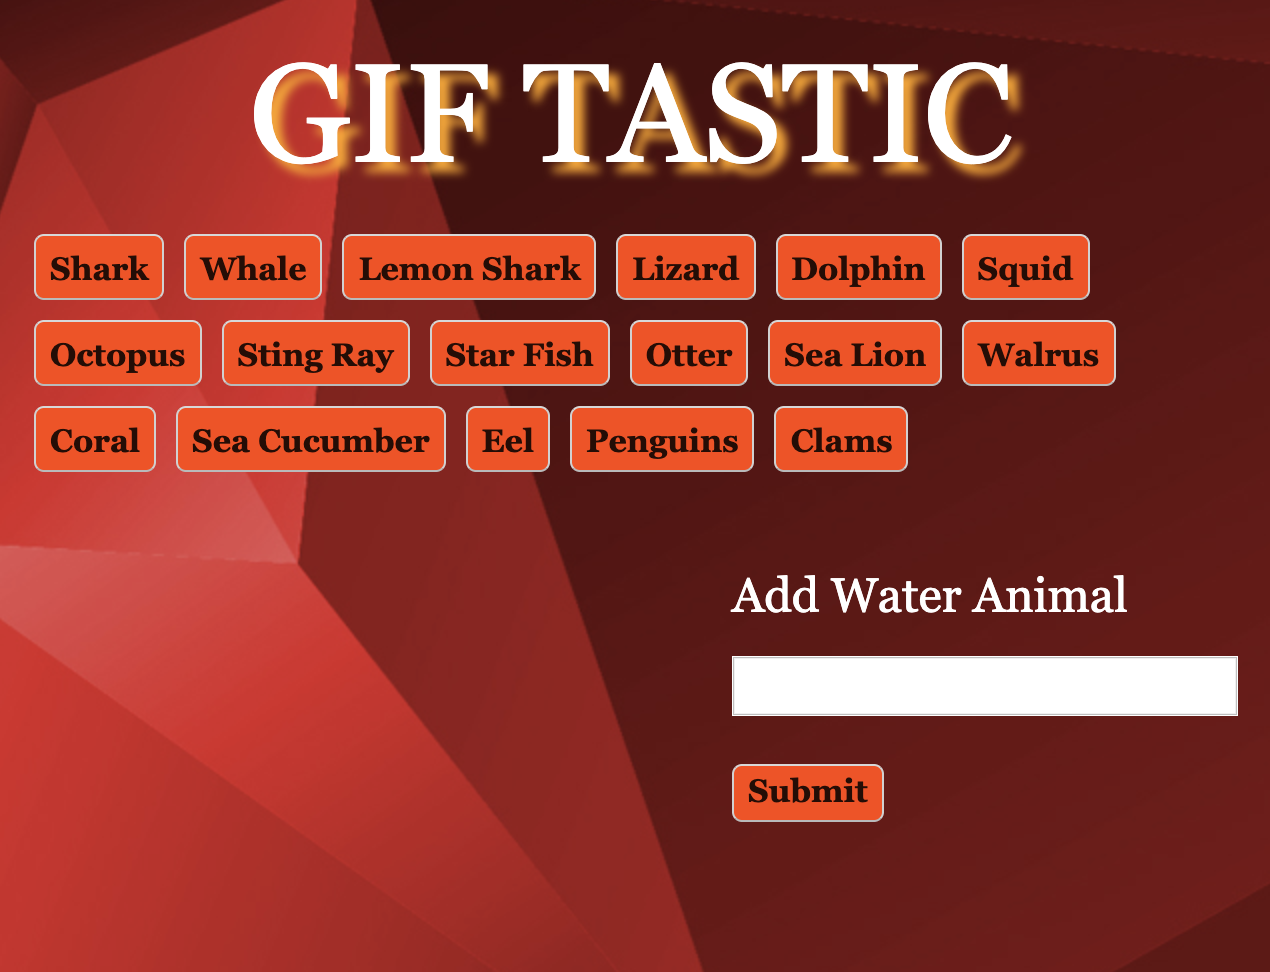 GIF TASTIC
Shark Whale Lemon Shark Lizard Dolphin Squid
Octopus Sting Ray Star Fish Otter Sea Lion Walrus
Coral Sea Cucumber Eel Penguins Clams
Add Water Animal
Submit